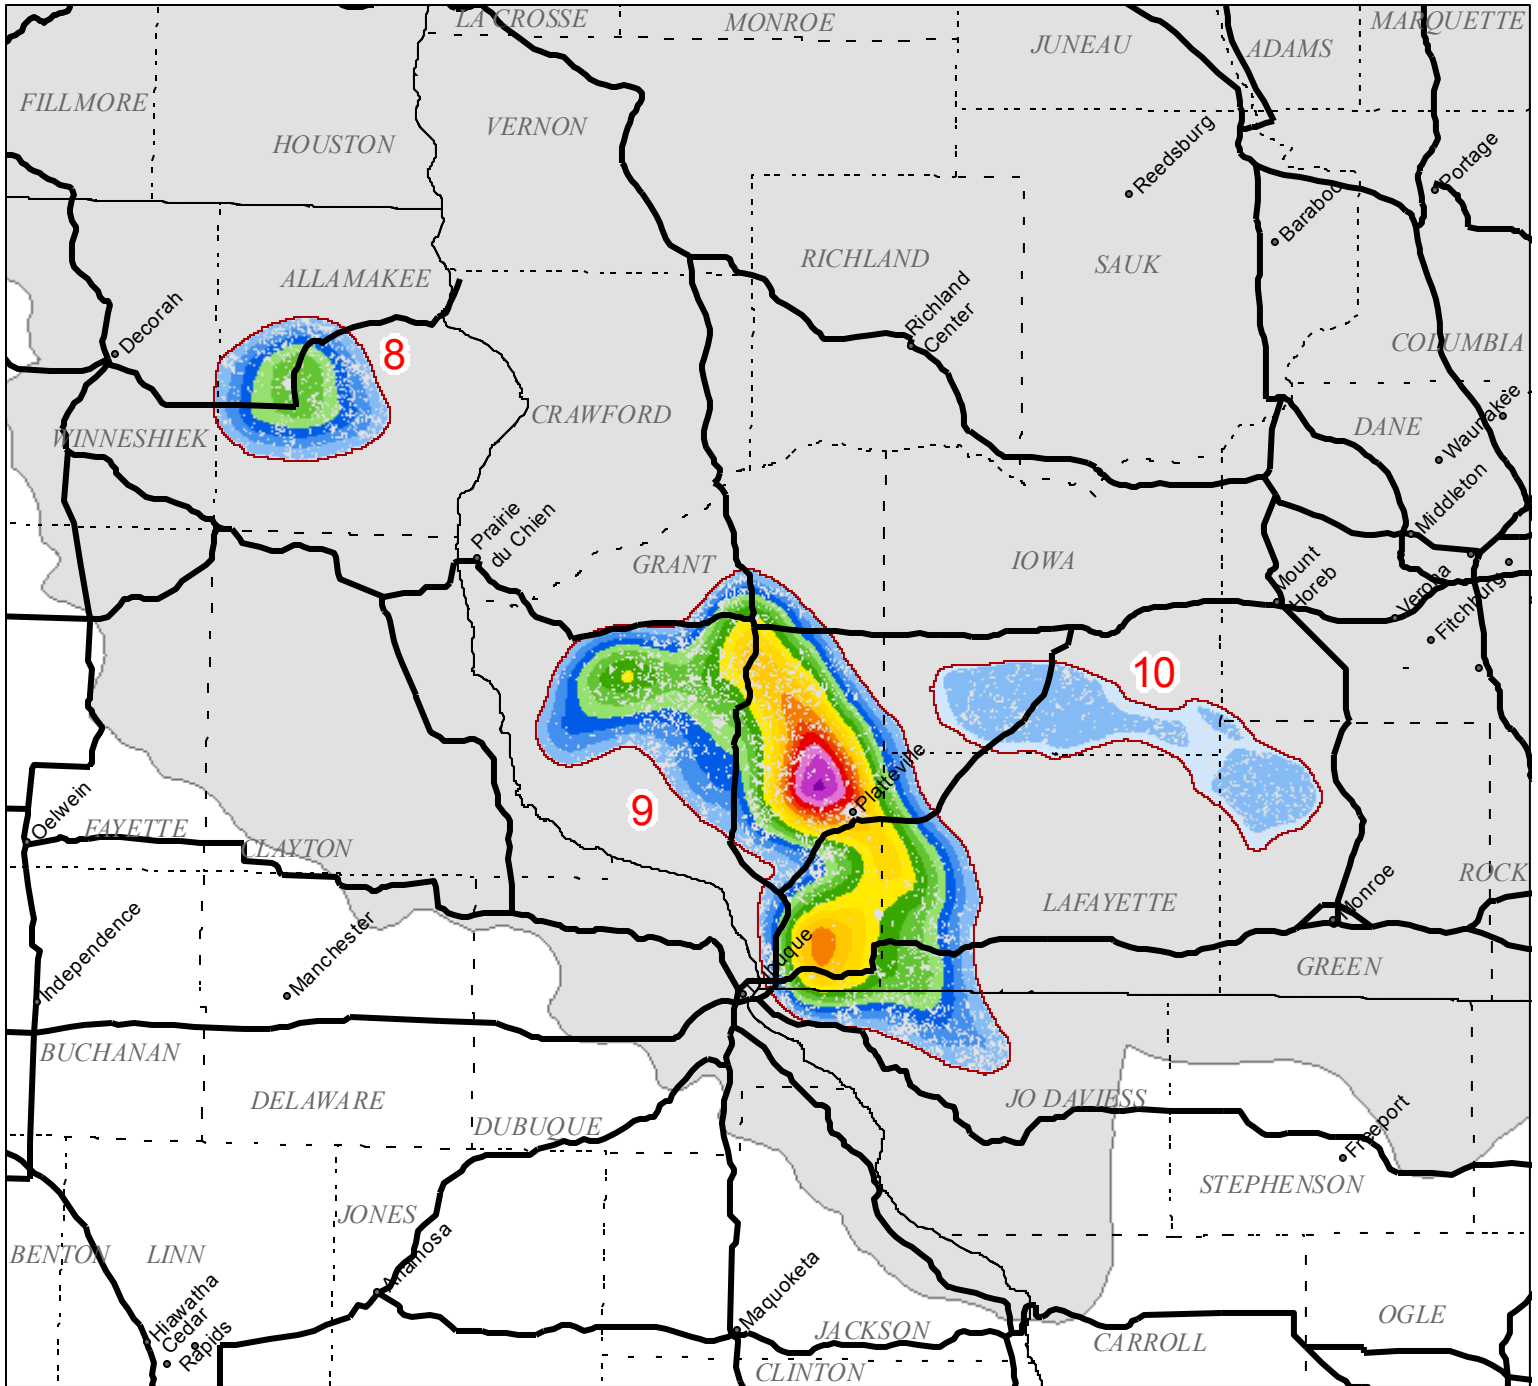 LA CROSSE
MONROE
MARQUETTE
JUNEAU
ADAMS
FILLMORE
VERNON
HOUSTON
Reedsburg
Portage
Baraboo
RICHLAND
SAUK
ALLAMAKEE
Decorah
Richland
Center
COLUMBIA
8
CRAWFORD
DANE
Waunakee
WINNESHIEK
Middleton
Prairie
du Chien
GRANT
IOWA
Mount
Horeb
Verona
Fitchburg
10
Platteville
9
Oelwein
FAYETTE
CLAYTON
ROCK
LAFAYETTE
Monroe
Independence
Manchester
Dubuque
GREEN
BUCHANAN
DELAWARE
JO DAVIESS
DUBUQUE
Freeport
STEPHENSON
JONES
BENTON
LINN
Anamosa
Maquoketa
Hiawatha
Cedar
Rapids
JACKSON
OGLE
CARROLL
CLINTON